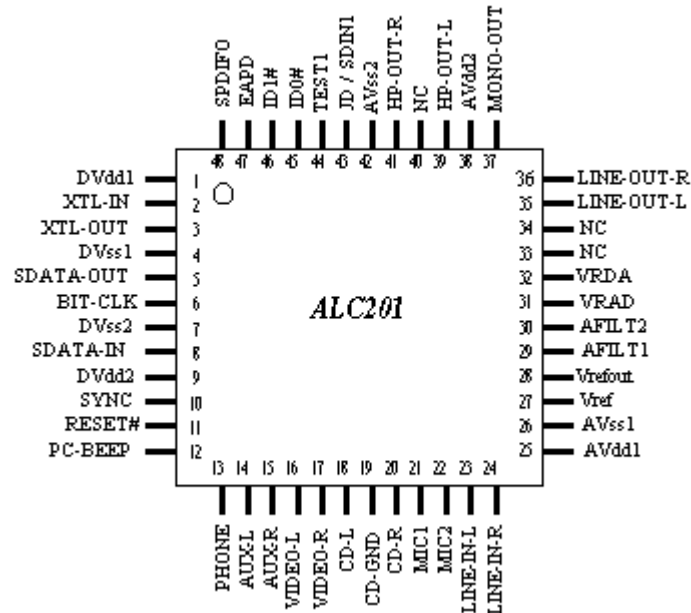 SPDIFO EAPD ID1# ID0# TEST1 JD / SDIN1 AVss2 HP-OUT-R NC HP-OUT-L AVdd2 MONO-OUT
48 47 46 45 44 43 42 41 40 39 38 37
DVdd1 1 36 LINE-OUT-R
XTL-IN 2 35 LINE-OUT-L
XTL-OUT 3 34 NC
DVss1 4 33 NC
SDATA-OUT 5 32 VRDA
BIT-CLK 6 ALC201 31 VRAD
DVss2 7 30 AFILT2
SDATA-IN 8 29 AFILT1
DVdd2 9 28 Vrefout
SYNC 10 27 Vref
RESET# 11 26 AVss1
PC-BEEP 12 25 AVdd1
13 14 15 16 17 18 19 20 21 22 23 24
PHONE AUX-L AUX-R VIDEO-L VIDEO-R CD-L CD-GND CD-R MIC1 MIC2 LINE-IN-L LINE-IN-R